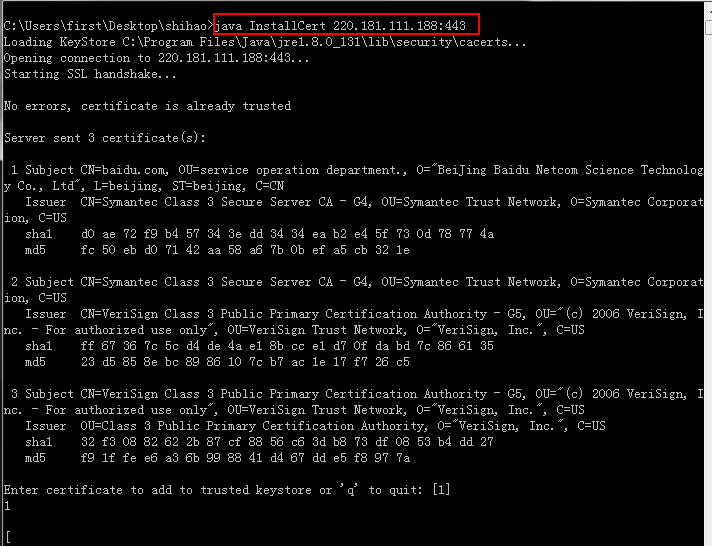 C:\Users\first\Desktop\shihao>java InstallCert 220.181.111.188:443
Loading KeyStore C:\Program Files\Java\jre1.8.0_131\lib\security\cacerts...
Opening connection to 220.181.111.188:443...
Starting SSL handshake...
No errors, certificate is already trusted
Server sent 3 certificate(s):
1 Subject CN=baidu.com, OU=service operation department., O="BeiJing Baidu Netcom Science Technolog
y Co., Ltd", L=beijing, ST=beijing, C=CN
Issuer  CN=Symantec Class 3 Secure Server CA - G4, OU=Symantec Trust Network, O=Symantec Corporat
ion, C=US
sha1    d0 ae 72 f9 b4 57 34 3e dd 34 34 ea b2 e4 5f 73 0d 78 77 4a
md5     fc 50 eb d0 71 42 aa 58 a6 7b 0b ef a5 cb 32 1e
2 Subject CN=Symantec Class 3 Secure Server CA - G4, OU=Symantec Trust Network, O=Symantec Corporat
ion, C=US
Issuer  CN=VeriSign Class 3 Public Primary Certification Authority - G5, OU="(c) 2006 VeriSign, I
nc. - For authorized use only", OU=VeriSign Trust Network, O="VeriSign, Inc.", C=US
sha1    ff 67 36 7c 5c d4 de 4a e1 8b cc e1 d7 0f da bd 7c 86 61 35
md5     23 d5 85 8e bc 89 86 10 7c b7 ac 1e 17 f7 26 c5
3 Subject CN=VeriSign Class 3 Public Primary Certification Authority - G5, OU="(c) 2006 VeriSign, I
nc. - For authorized use only", OU=VeriSign Trust Network, O="VeriSign, Inc.", C=US
Issuer  OU=Class 3 Public Primary Certification Authority, O="VeriSign, Inc.", C=US
sha1    32 f3 08 82 62 2b 87 cf 88 56 c6 3d b8 73 df 08 53 b4 dd 27
md5     f9 1f fe e6 a3 6b 99 88 41 d4 67 dd e5 f8 97 7a
Enter certificate to add to trusted keystore or 'q' to quit: [1]
1
[